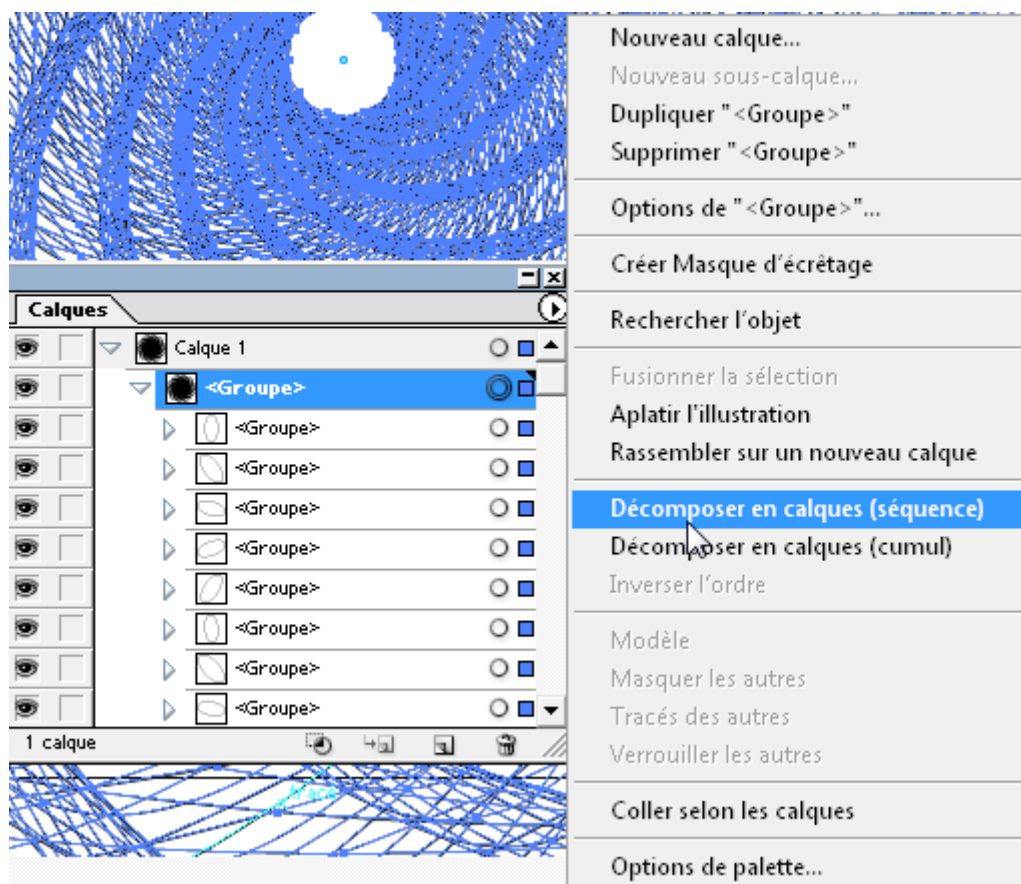 Nouveau calque...
Nouveau sous-calque...
Dupliquer "<Groupe>"
Supprimer "<Groupe>"
Options de "<Groupe>"...
Créer Masque d'écrêtage
Rechercher l'objet
Fusionner la sélection
Aplatir l'illustration
Rassembler sur un nouveau calque
Décomposer en calques (séquence)
Décomposer en calques (cumul)
Inverser l'ordre
Modèle
Masquer les autres
Tracés des autres
Verrouiller les autres
Coller selon les calques
Options de palette...
Calques
Calque 1
<Groupe>
<Groupe>
<Groupe>
<Groupe>
<Groupe>
<Groupe>
<Groupe>
<Groupe>
<Groupe>
1 calque
tracé